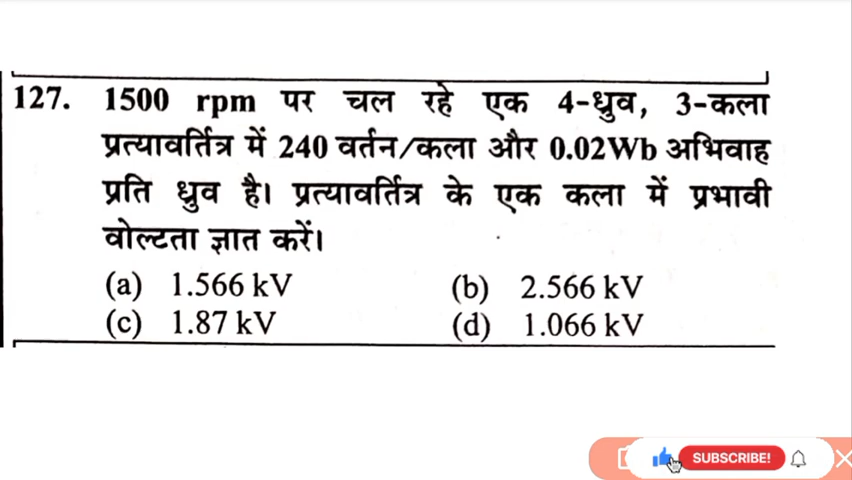 127. 1500 rpm पर चल रहे एक 4-ध्रुव, 3-कला
प्रत्यावर्तित्र में 240 वर्तन/कला और 0.02Wb अभिवाह
प्रति ध्रुव है। प्रत्यावर्तित्र के एक कला में प्रभावी
वोल्टता ज्ञात करें।
(a) 1.566 kV (b) 2.566 kV
(c) 1.87 kV (d) 1.066 kV
SUBSCRIBE!